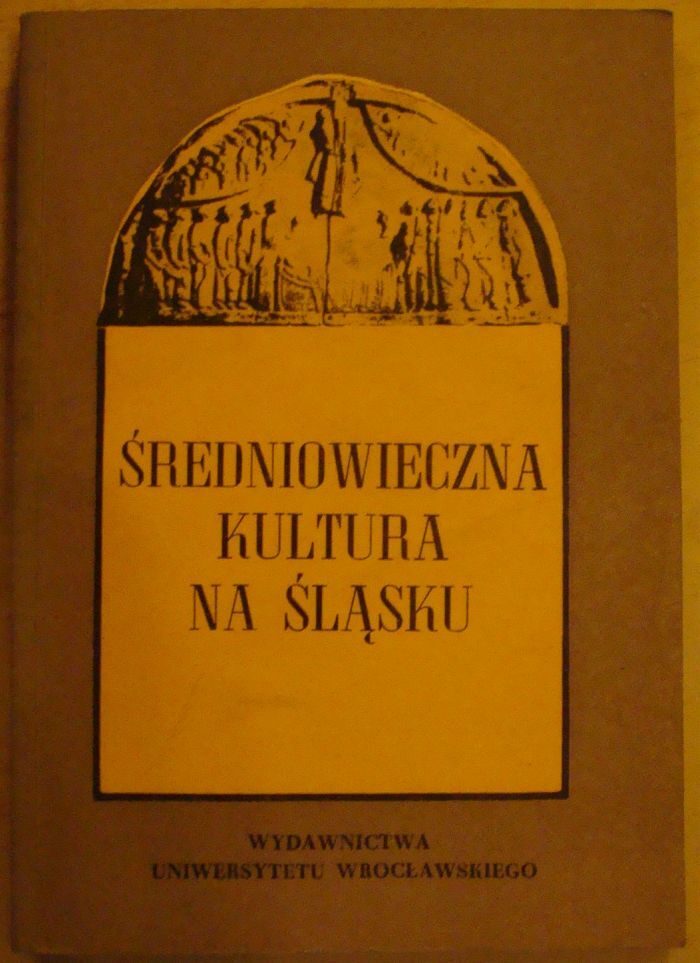 ŚREDNIOWIECZNA
KULTURA
NA ŚLĄSKU
WYDAWNICTWA
UNIWERSYTETU WROCŁAWSKIEGO